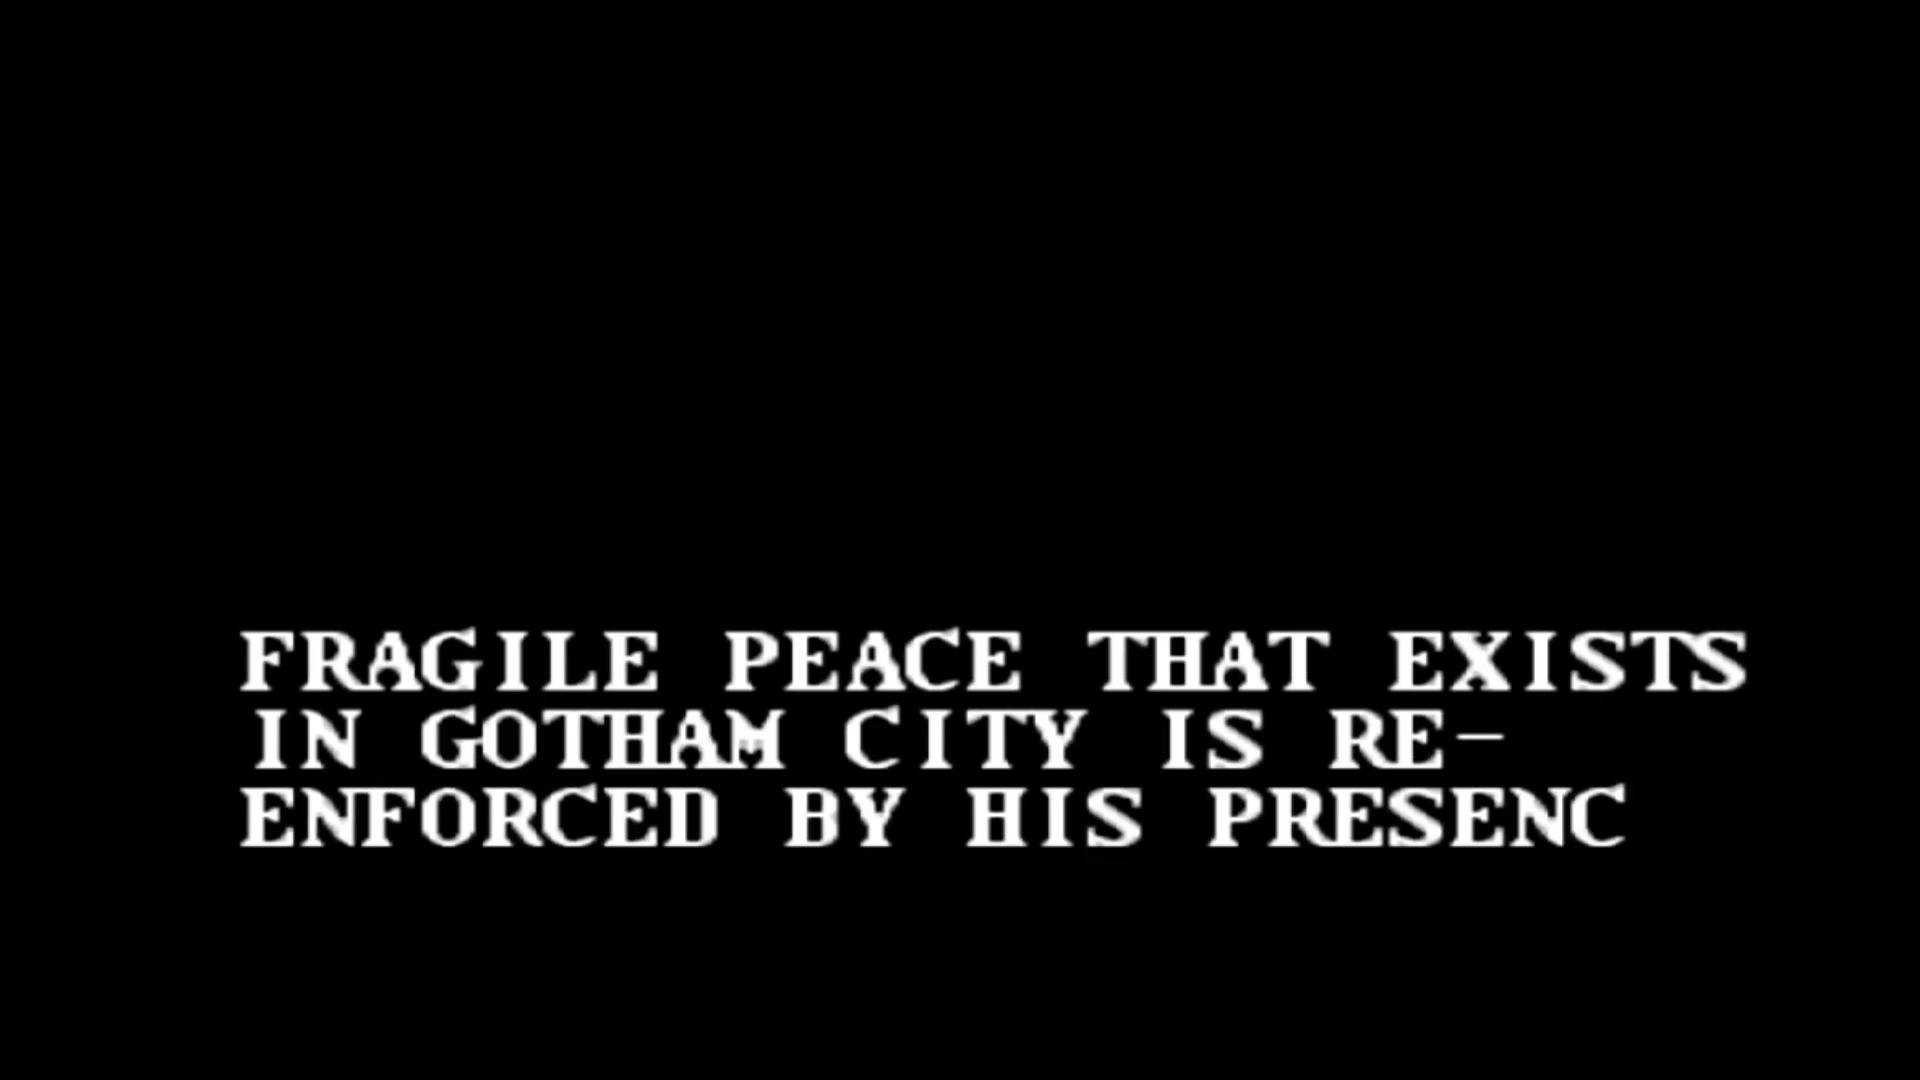 FRAGILE PEACE THAT EXISTS
IN GOTHAM CITY IS RE-
ENFORCED BY HIS PRESENC